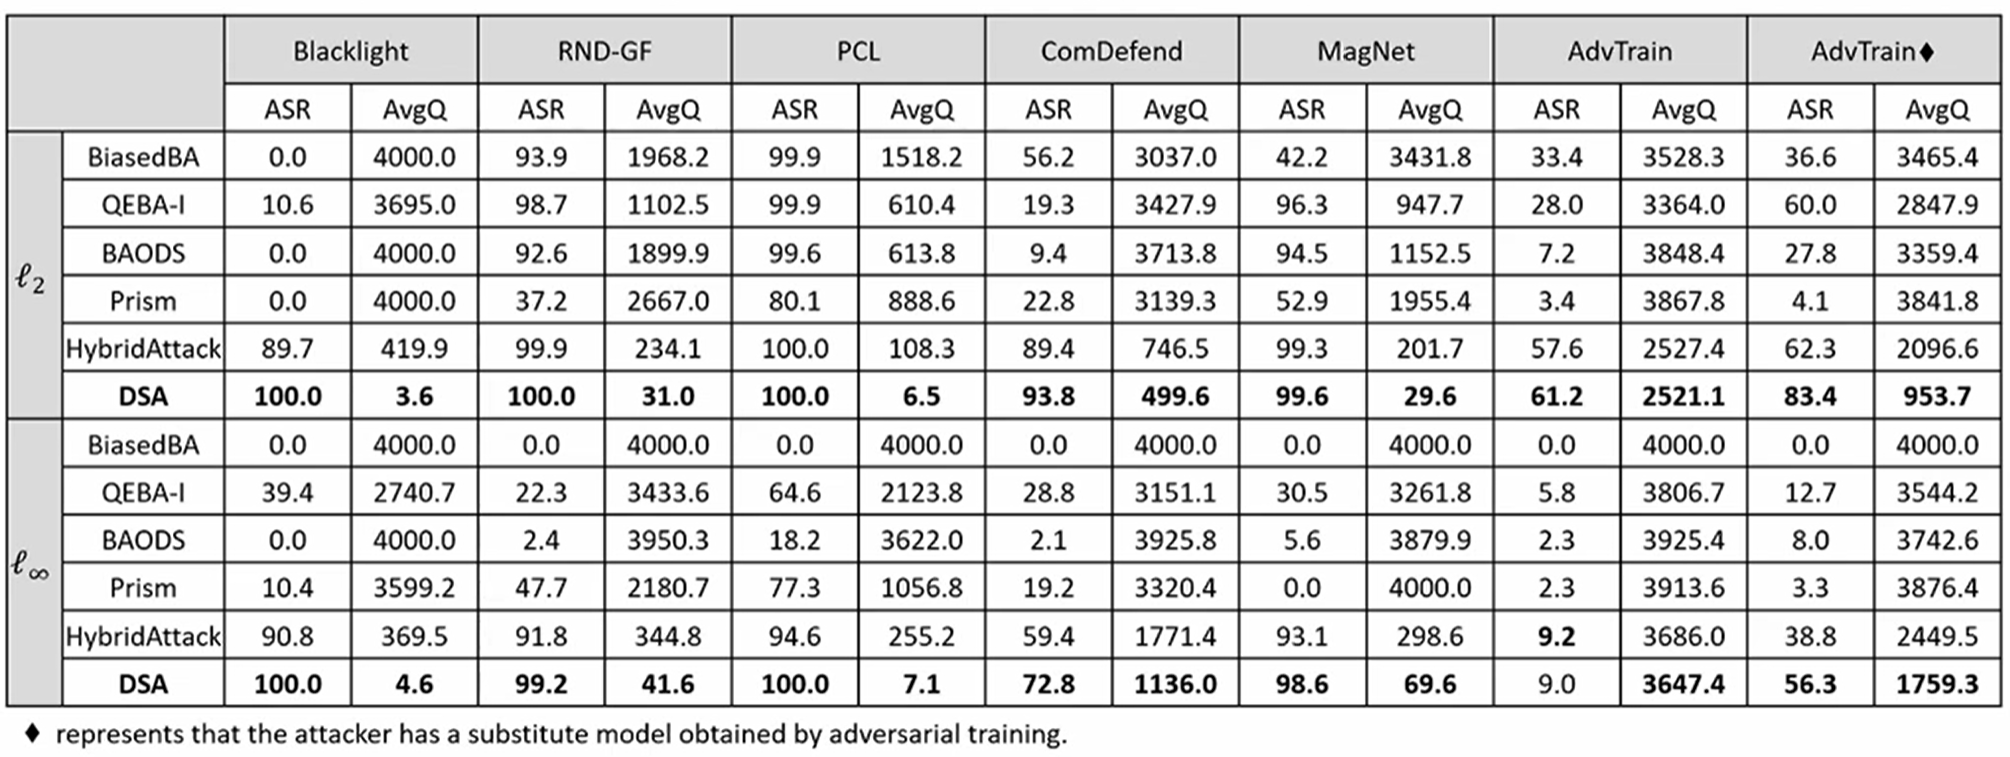 Blacklight RND-GF PCL ComDefend MagNet AdvTrain AdvTrain♦
ASR AvgQ ASR AvgQ ASR AvgQ ASR AvgQ ASR AvgQ ASR AvgQ ASR AvgQ
ℓ2
BiasedBA 0.0 4000.0 93.9 1968.2 99.9 1518.2 56.2 3037.0 42.2 3431.8 33.4 3528.3 36.6 3465.4
QEBA-I 10.6 3695.0 98.7 1102.5 99.9 610.4 19.3 3427.9 96.3 947.7 28.0 3364.0 60.0 2847.9
BAODS 0.0 4000.0 92.6 1899.9 99.6 613.8 9.4 3713.8 94.5 1152.5 7.2 3848.4 27.8 3359.4
Prism 0.0 4000.0 37.2 2667.0 80.1 888.6 22.8 3139.3 52.9 1955.4 3.4 3867.8 4.1 3841.8
HybridAttack 89.7 419.9 99.9 234.1 100.0 108.3 89.4 746.5 99.3 201.7 57.6 2527.4 62.3 2096.6
DSA 100.0 3.6 100.0 31.0 100.0 6.5 93.8 499.6 99.6 29.6 61.2 2521.1 83.4 953.7
ℓ∞
BiasedBA 0.0 4000.0 0.0 4000.0 0.0 4000.0 0.0 4000.0 0.0 4000.0 0.0 4000.0 0.0 4000.0
QEBA-I 39.4 2740.7 22.3 3433.6 64.6 2123.8 28.8 3151.1 30.5 3261.8 5.8 3806.7 12.7 3544.2
BAODS 0.0 4000.0 2.4 3950.3 18.2 3622.0 2.1 3925.8 5.6 3879.9 2.3 3925.4 8.0 3742.6
Prism 10.4 3599.2 47.7 2180.7 77.3 1056.8 19.2 3320.4 0.0 4000.0 2.3 3913.6 3.3 3876.4
HybridAttack 90.8 369.5 91.8 344.8 94.6 255.2 59.4 1771.4 93.1 298.6 9.2 3686.0 38.8 2449.5
DSA 100.0 4.6 99.2 41.6 100.0 7.1 72.8 1136.0 98.6 69.6 9.0 3647.4 56.3 1759.3
♦ represents that the attacker has a substitute model obtained by adversarial training.